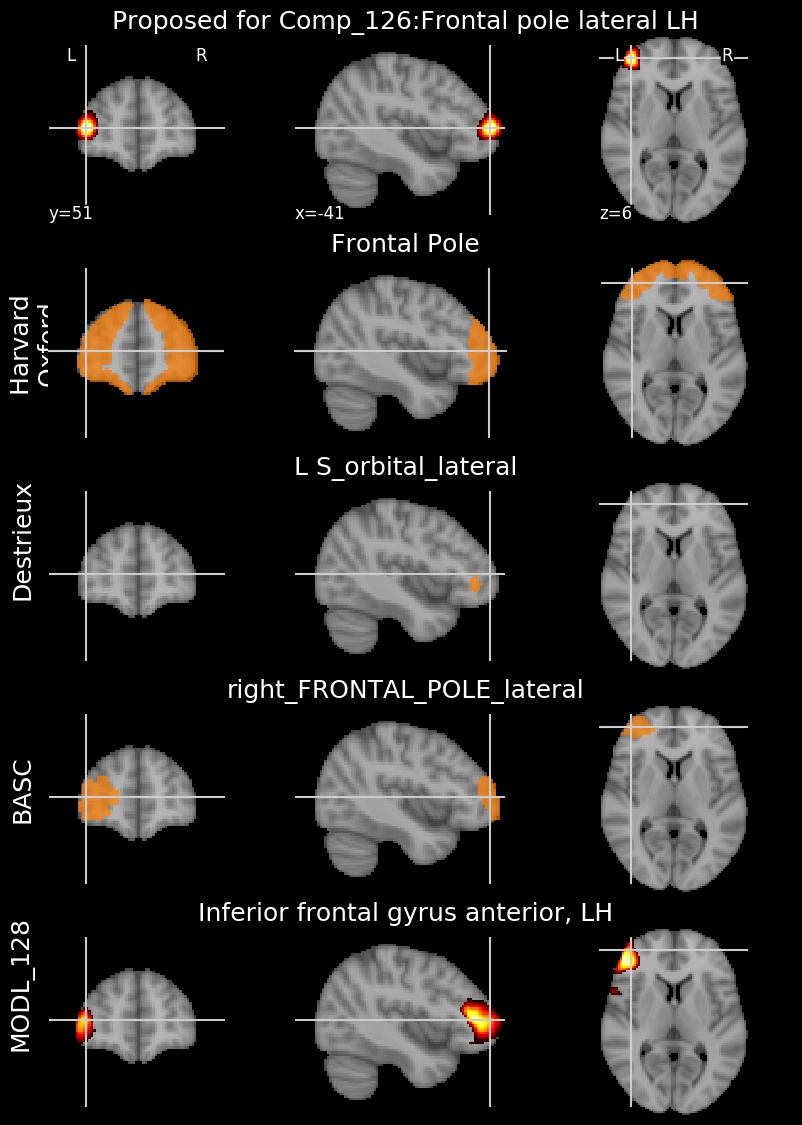 Proposed for Comp_126:Frontal pole lateral LH
L R L R
y=51 x=-41 z=6
Frontal Pole
Harvard
Oxford
L S_orbital_lateral
Destrieux
right_FRONTAL_POLE_lateral
BASC
Inferior frontal gyrus anterior, LH
MODL_128